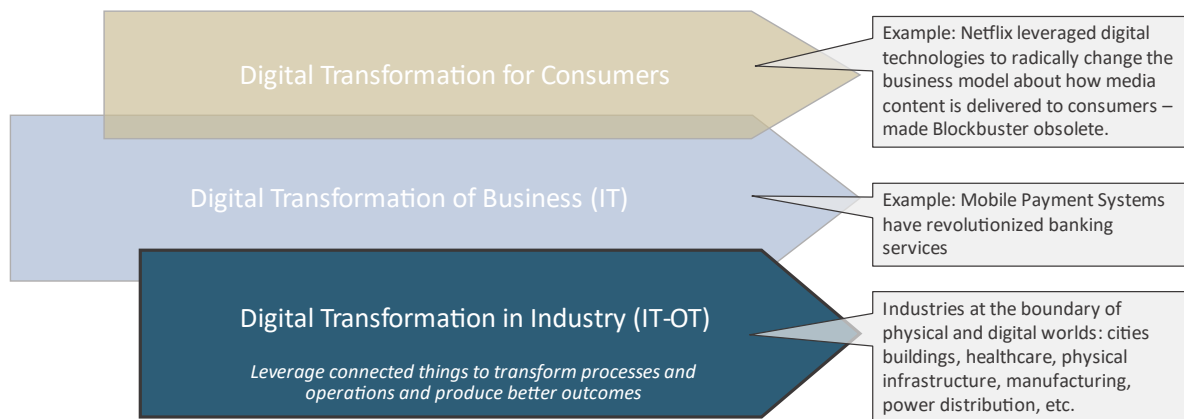 Digital Transformation for Consumers
Example: Netflix leveraged digital
technologies to radically change the
business model about how media
content is delivered to consumers –
made Blockbuster obsolete.
Digital Transformation of Business (IT)
Example: Mobile Payment Systems
have revolutionized banking
services
Digital Transformation in Industry (IT-OT)
Leverage connected things to transform processes and
operations and produce better outcomes
Industries at the boundary of
physical and digital worlds: cities
buildings, healthcare, physical
infrastructure, manufacturing,
power distribution, etc.